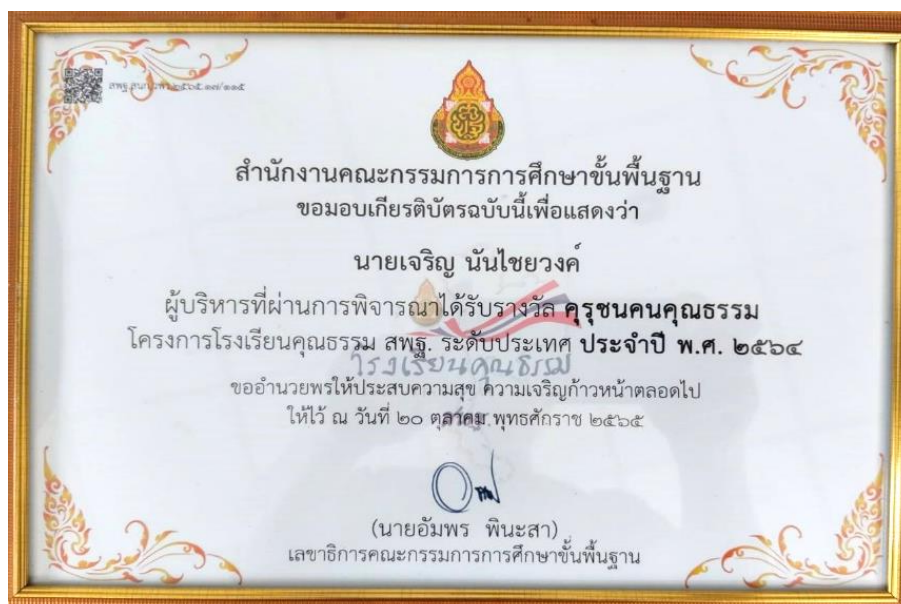 สำนักงานคณะกรรมการการศึกษาขั้นพื้นฐาน
ขอมอบเกียรติบัตรฉบับนี้เพื่อแสดงว่า
นายเจริญ นันไชยวงค์
ผู้บริหารที่ผ่านการพิจารณาได้รับรางวัล คุรุชนคนคุณธรรม
โครงการโรงเรียนคุณธรรม สพฐ. ระดับประเทศ ประจำปี พ.ศ. ๒๕๖๔
โรงเรียนคุณธรรม
ขออำนวยพรให้ประสบความสุข ความเจริญก้าวหน้าตลอดไป
ให้ไว้ ณ วันที่ ๒๐ ตุลาคม พุทธศักราช ๒๕๖๕
(นายอัมพร พินะสา)
เลขาธิการคณะกรรมการการศึกษาขั้นพื้นฐาน